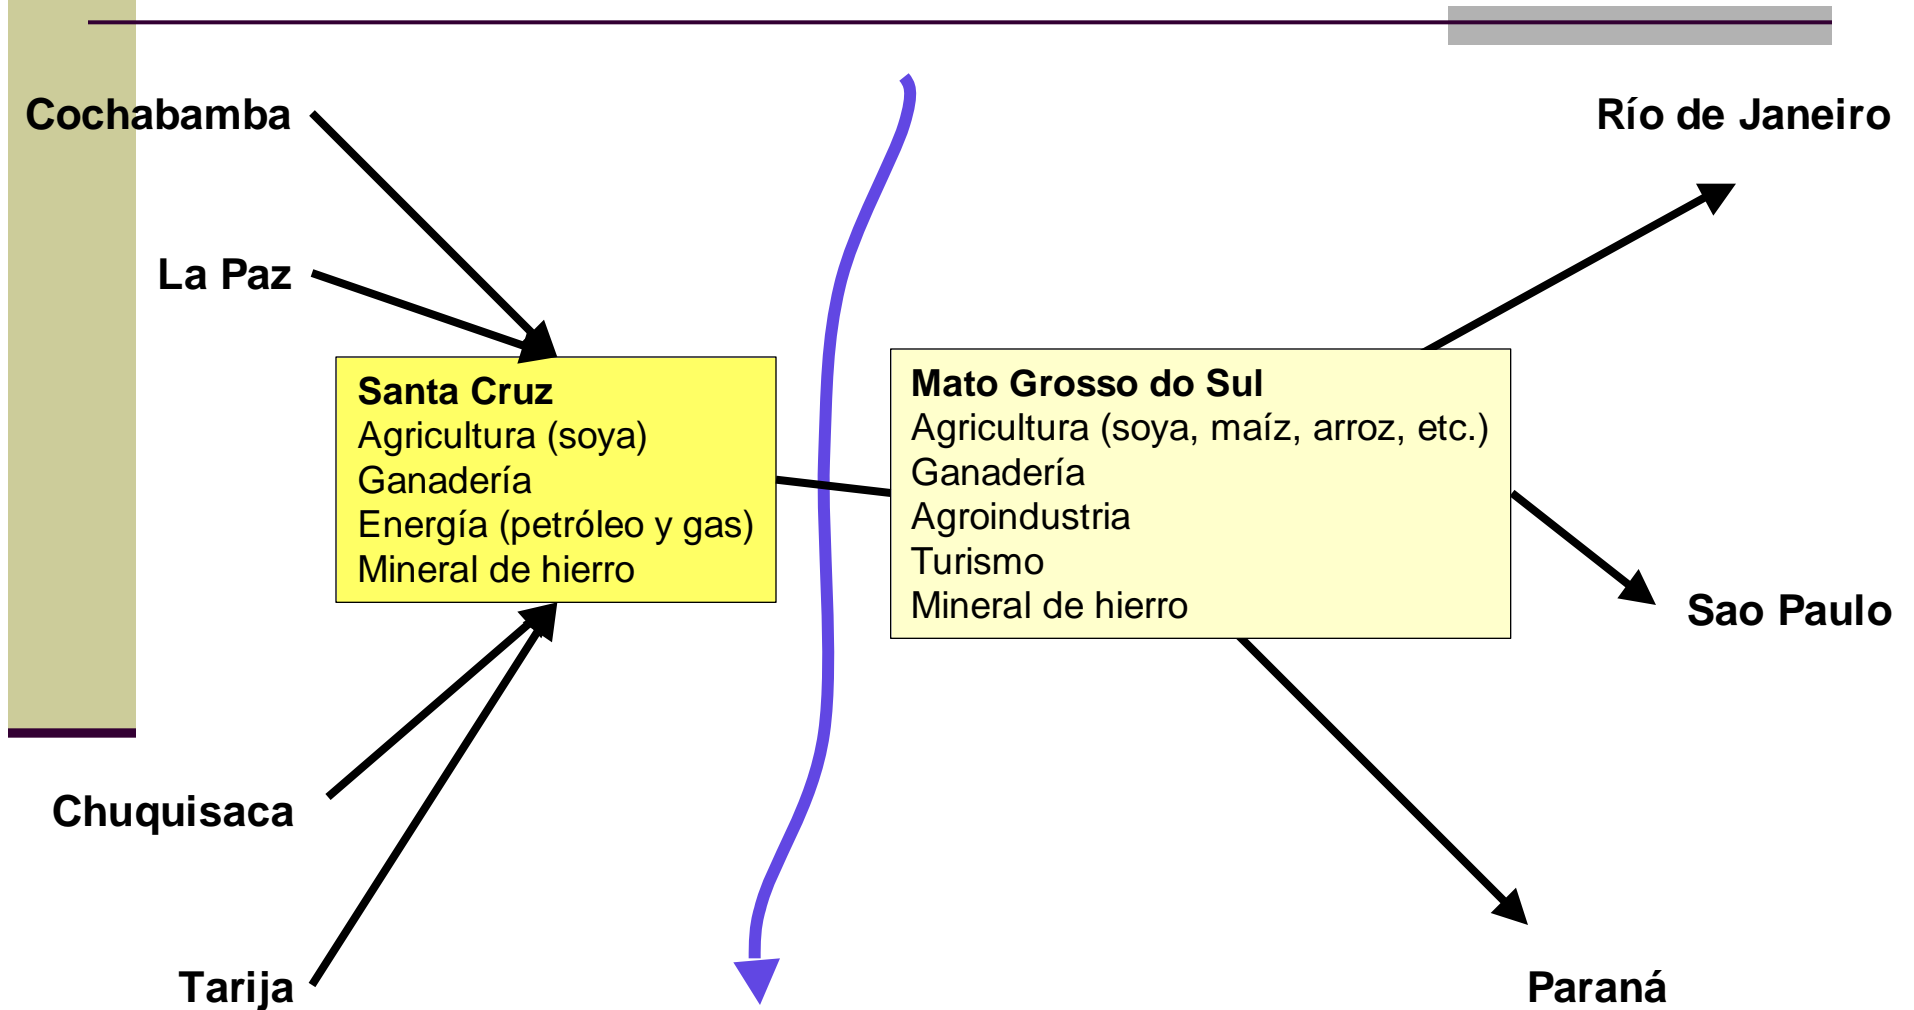 Cochabamba
Río de Janeiro
La Paz
Santa Cruz
Agricultura (soya)
Ganadería
Energía (petróleo y gas)
Mineral de hierro
Mato Grosso do Sul
Agricultura (soya, maíz, arroz, etc.)
Ganadería
Agroindustria
Turismo
Mineral de hierro
Sao Paulo
Chuquisaca
Tarija
Paraná